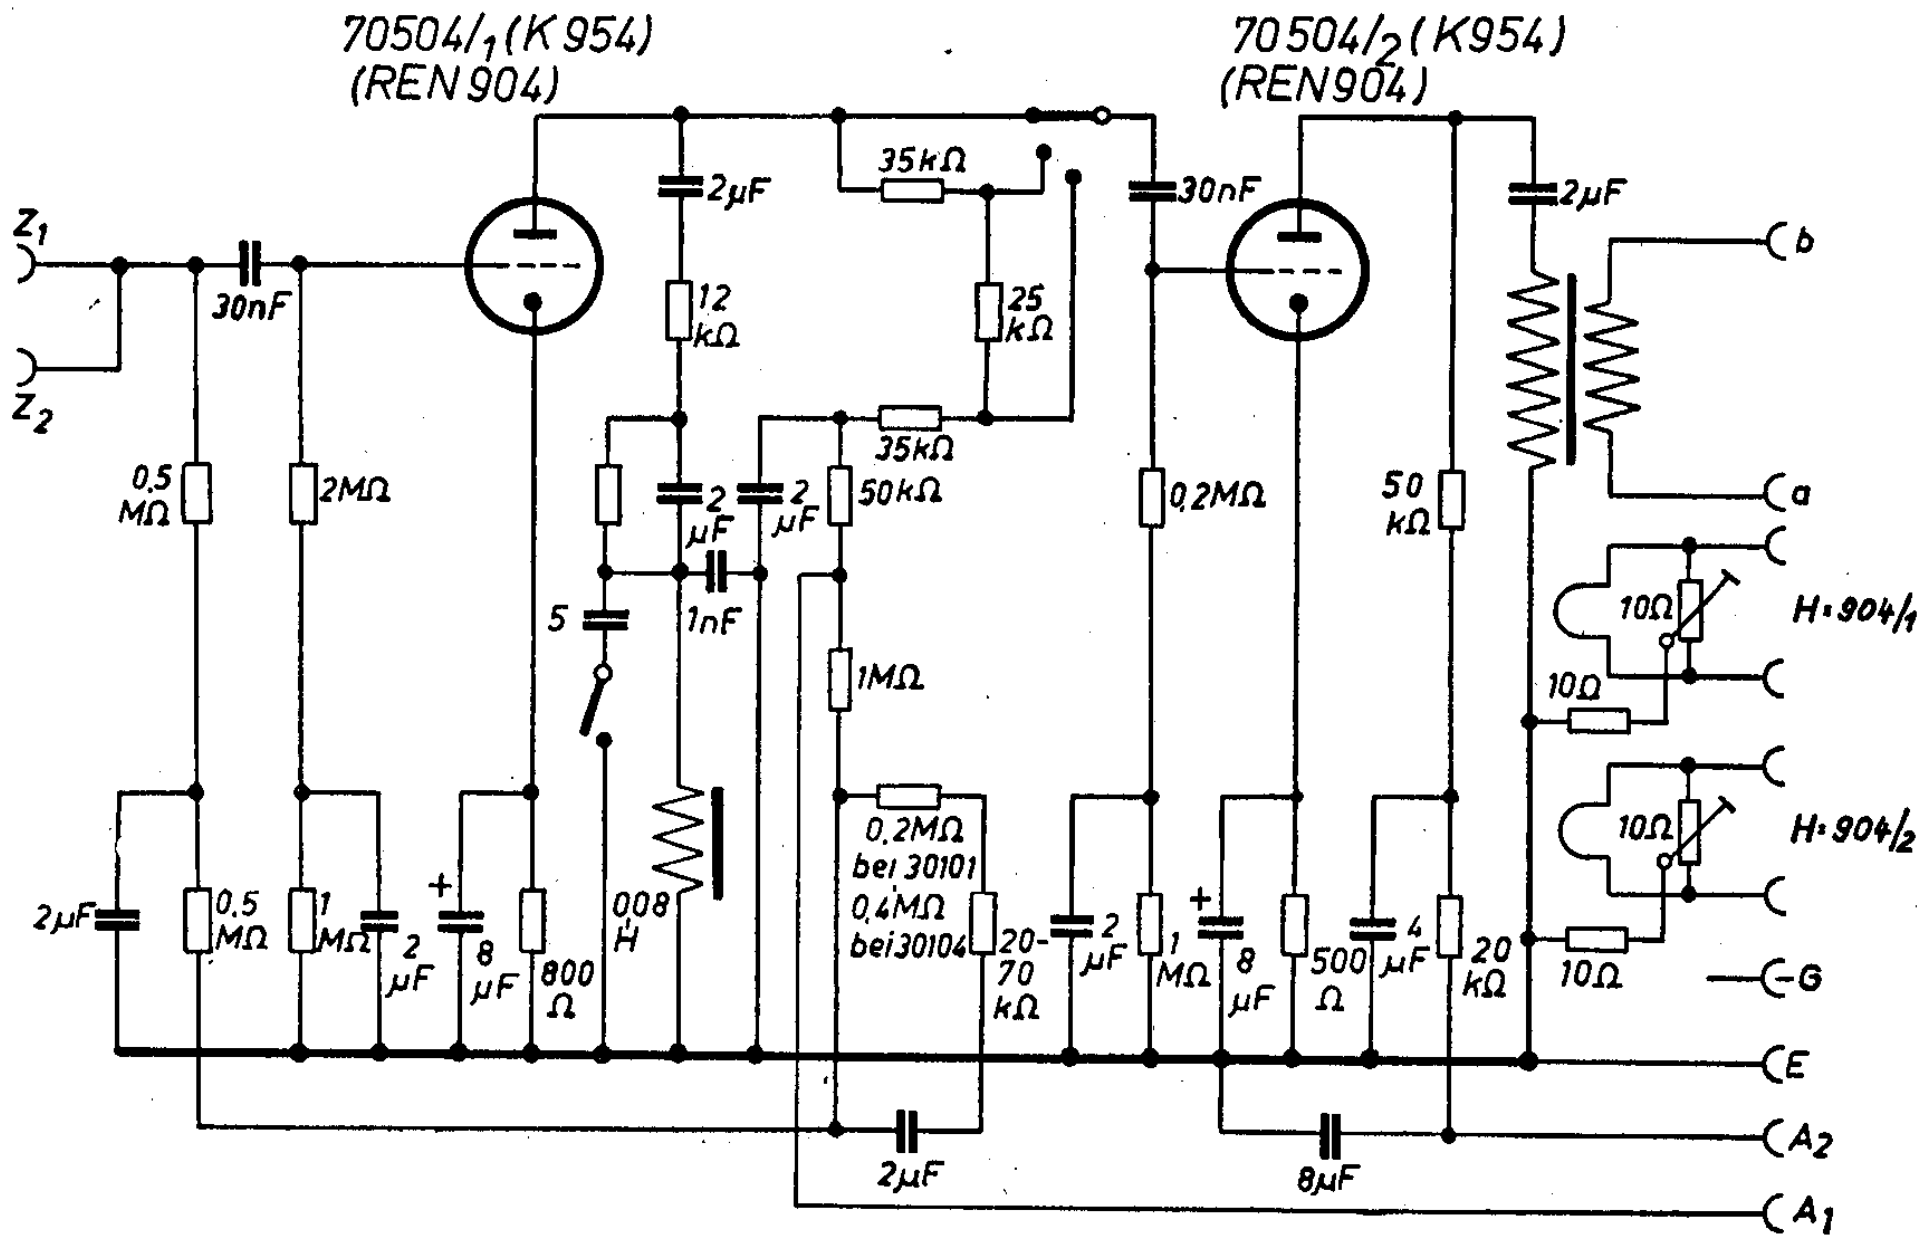 70504/1 (K954)
(REN904)
70504/2 (K954)
(REN904)
Z1
Z2
30nF
2µF
35kΩ
30nF
2µF
b
12
kΩ
25
kΩ
35kΩ
0,5
MΩ
2MΩ
2
µF
2
µF
50kΩ
0,2MΩ
50
kΩ
a
5
1nF
1MΩ
10Ω
H=904/1
10Ω
0,2MΩ
bei 30101
0,4MΩ
bei 30104
10Ω
H=904/2
2µF
0,5
MΩ
1
MΩ
2
µF
+
8
µF
800
Ω
0,08
H
20-
70
kΩ
2
µF
1
MΩ
+
8
µF
500
Ω
4
µF
20
kΩ
10Ω
-G
E
2µF
8µF
A2
A1